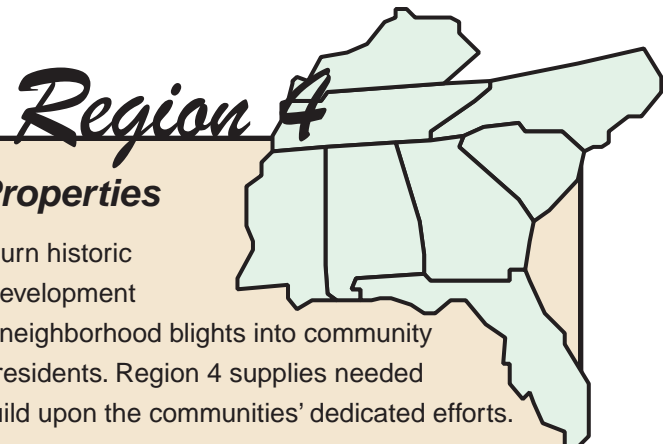 Region 4
Properties
urn historic
evelopment
neighborhood blights into community
residents. Region 4 supplies needed
uild upon the communities’ dedicated efforts.